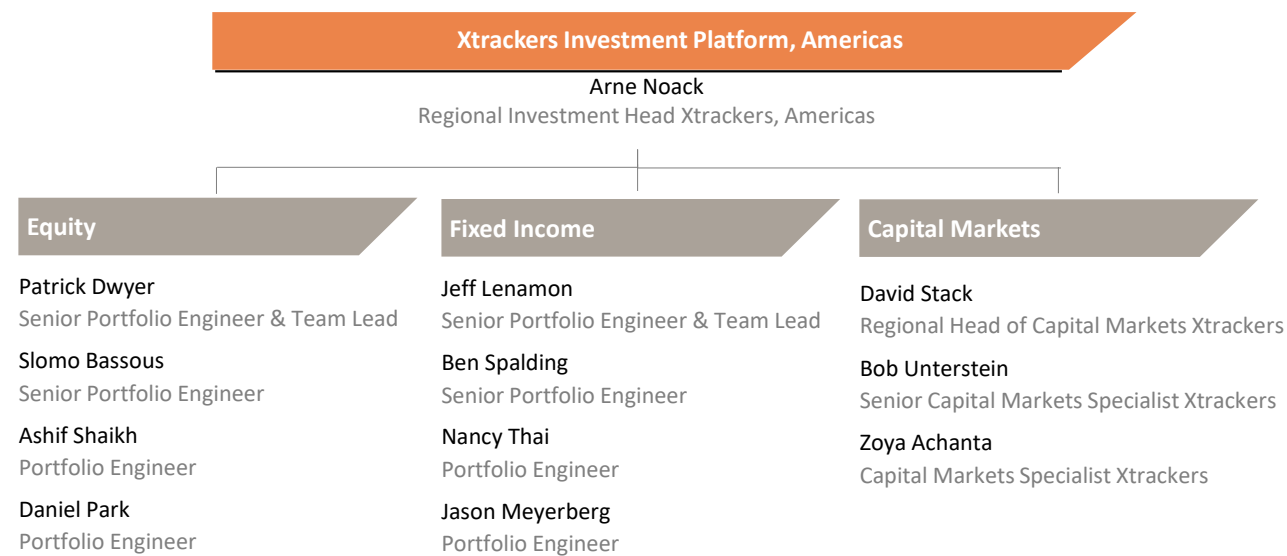 Xtrackers Investment Platform, Americas
Arne Noack
Regional Investment Head Xtrackers, Americas
Equity
Patrick Dwyer
Senior Portfolio Engineer & Team Lead
Slomo Bassous
Senior Portfolio Engineer
Ashif Shaikh
Portfolio Engineer
Daniel Park
Portfolio Engineer
Fixed Income
Jeff Lenamon
Senior Portfolio Engineer & Team Lead
Ben Spalding
Senior Portfolio Engineer
Nancy Thai
Portfolio Engineer
Jason Meyerberg
Portfolio Engineer
Capital Markets
David Stack
Regional Head of Capital Markets Xtrackers
Bob Unterstein
Senior Capital Markets Specialist Xtrackers
Zoya Achanta
Capital Markets Specialist Xtrackers